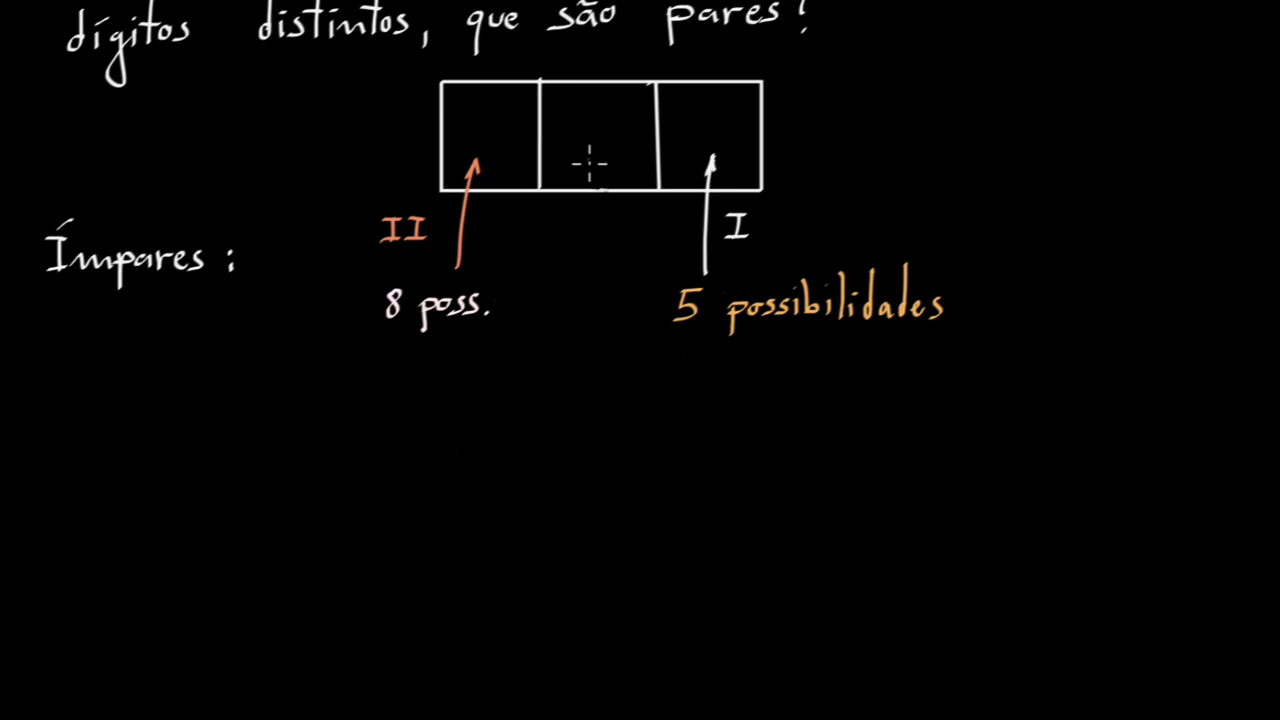 dígitos distintos, que são pares?
II
I
Ímpares:
8 poss.
5 possibilidades